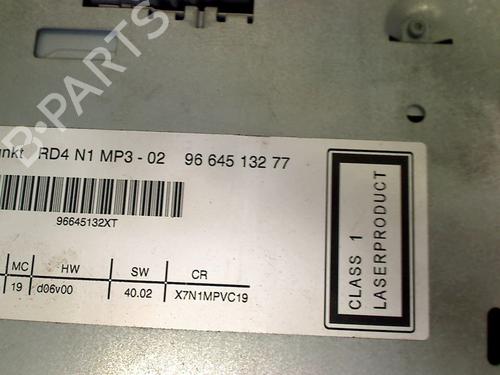 RD4 N1 MP3 - 02 96 645 132 77
96645132XT
MC HW SW CR
19 d06v00 40.02 X7N1MPVC19
CLASS 1
LASERPRODUCT
B-PARTS